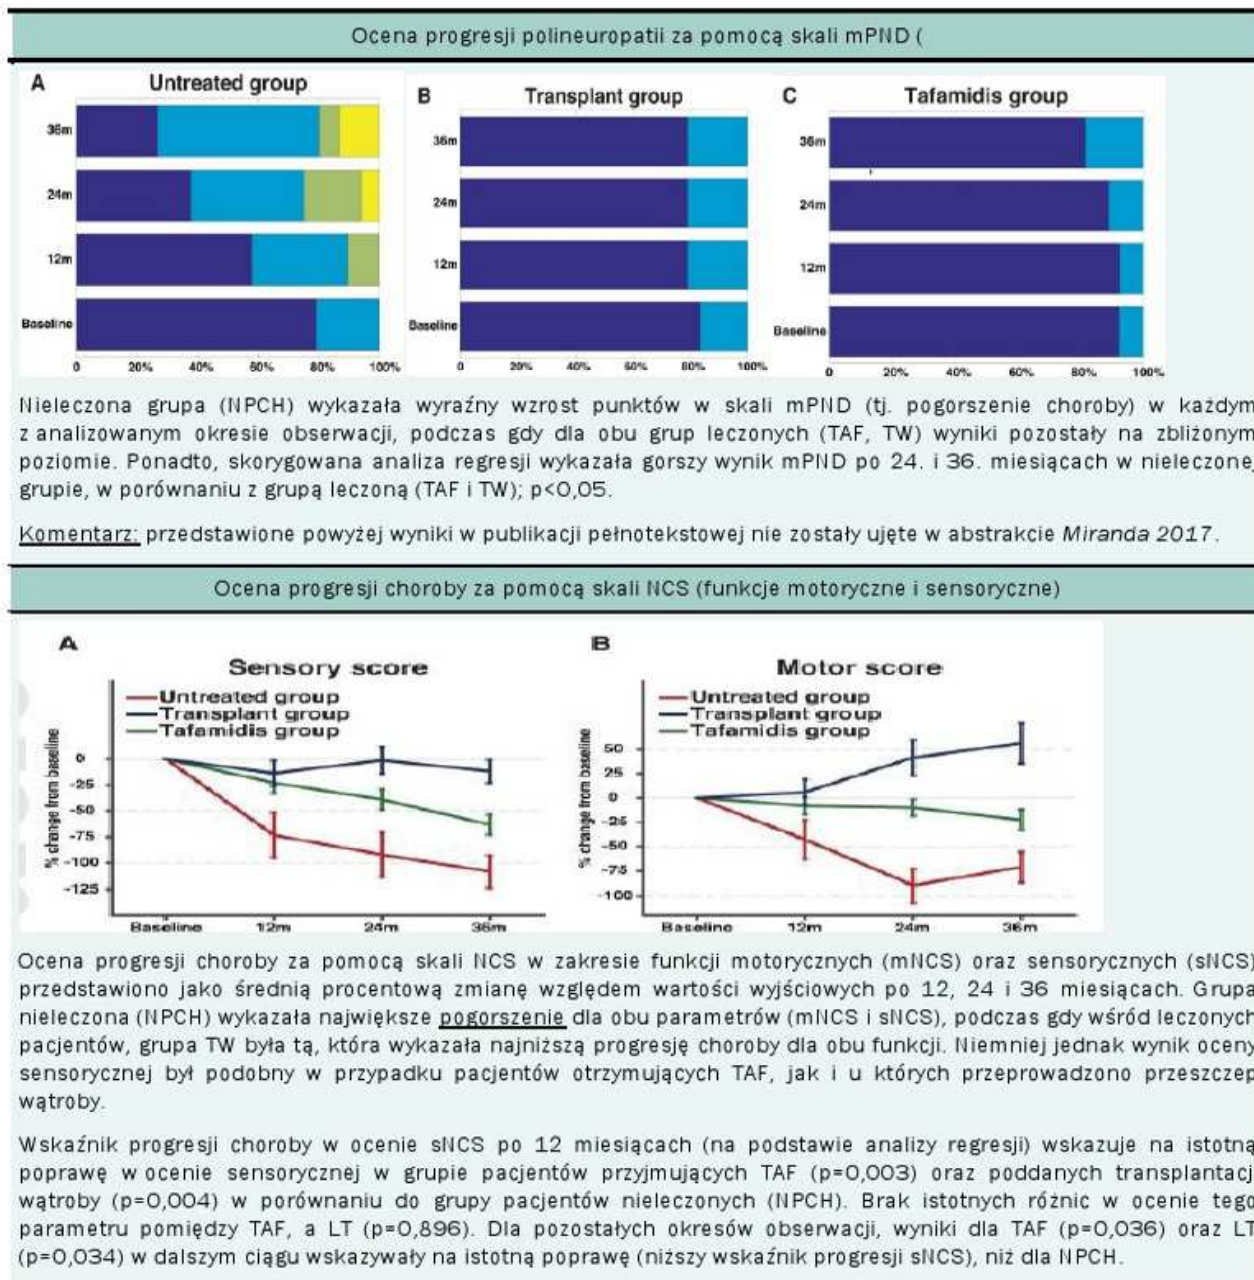 Ocena progresji polineuropatii za pomocą skali mPND (
A
Untreated group
36m
24m
12m
Baseline
0 20% 40% 60% 80% 100%
B
Transplant group
36m
24m
12m
Baseline
0 20% 40% 60% 80% 100%
C
Tafamidis group
36m
24m
12m
Baseline
0 20% 40% 60% 80% 100%
Nieleczona grupa (NPCH) wykazała wyraźny wzrost punktów w skali mPND (tj. pogorszenie choroby) w każdym
z analizowanym okresie obserwacji, podczas gdy dla obu grup leczonych (TAF, TW) wyniki pozostały na zbliżonym
poziomie. Ponadto, skorygowana analiza regresji wykazała gorszy wynik mPND po 24. i 36. miesiącach w nieleczonej
grupie, w porównaniu z grupą leczoną (TAF i TW); p<0,05.
Komentarz: przedstawione powyżej wyniki w publikacji pełnotekstowej nie zostały ujęte w abstrakcie Miranda 2017.
Ocena progresji choroby za pomocą skali NCS (funkcje motoryczne i sensoryczne)
A
Sensory score
Untreated group
Transplant group
Tafamidis group
% change from baseline
0
-25
-50
-75
-100
-125
Baseline 12m 24m 36m
B
Motor score
Untreated group
Transplant group
Tafamidis group
% change from baseline
50
25
0
-25
-50
-75
-100
Baseline 12m 24m 36m
Ocena progresji choroby za pomocą skali NCS w zakresie funkcji motorycznych (mNCS) oraz sensorycznych (sNCS)
przedstawiono jako średnią procentową zmianę względem wartości wyjściowych po 12, 24 i 36 miesiącach. Grupa
nieleczona (NPCH) wykazała największe pogorszenie dla obu parametrów (mNCS i sNCS), podczas gdy wśród leczonych
pacjentów, grupa TW była tą, która wykazała najniższą progresję choroby dla obu funkcji. Niemniej jednak wynik oceny
sensorycznej był podobny w przypadku pacjentów otrzymujących TAF, jak i u których przeprowadzono przeszczep
wątroby.
Wskaźnik progresji choroby w ocenie sNCS po 12 miesiącach (na podstawie analizy regresji) wskazuje na istotną
poprawę w ocenie sensorycznej w grupie pacjentów przyjmujących TAF (p=0,003) oraz poddanych transplantacj
wątroby (p=0,004) w porównaniu do grupy pacjentów nieleczonych (NPCH). Brak istotnych różnic w ocenie tego
parametru pomiędzy TAF, a LT (p=0,896). Dla pozostałych okresów obserwacji, wyniki dla TAF (p=0,036) oraz LT
(p=0,034) w dalszym ciągu wskazywały na istotną poprawę (niższy wskaźnik progresji sNCS), niż dla NPCH.